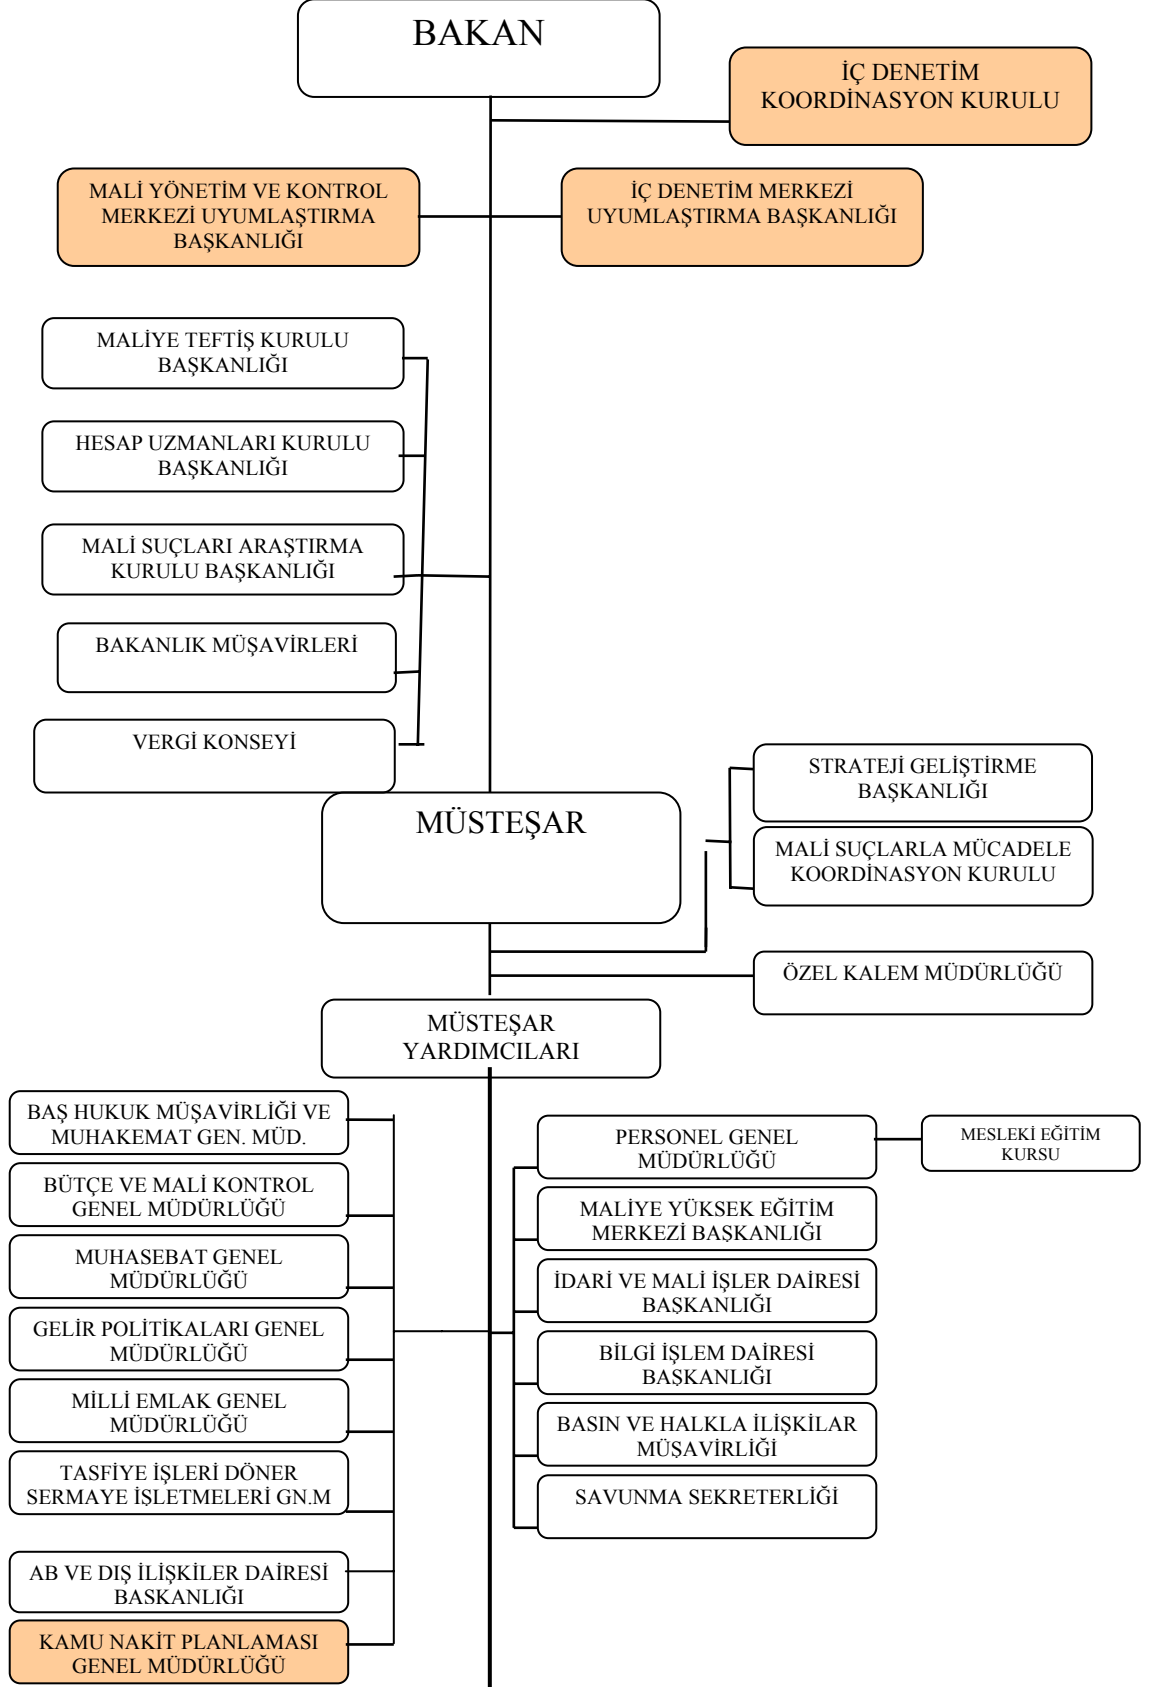 BAKAN
İÇ DENETİM
KOORDİNASYON KURULU
MALİ YÖNETİM VE KONTROL
MERKEZİ UYUMLAŞTIRMA
BAŞKANLIĞI
İÇ DENETİM MERKEZİ
UYUMLAŞTIRMA BAŞKANLIĞI
MALİYE TEFTİŞ KURULU
BAŞKANLIĞI
HESAP UZMANLARI KURULU
BAŞKANLIĞI
MALİ SUÇLARI ARAŞTIRMA
KURULU BAŞKANLIĞI
BAKANLIK MÜŞAVİRLERİ
VERGİ KONSEYİ
STRATEJİ GELİŞTİRME
BAŞKANLIĞI
MÜSTEŞAR
MALİ SUÇLARLA MÜCADELE
KOORDİNASYON KURULU
ÖZEL KALEM MÜDÜRLÜĞÜ
MÜSTEŞAR
YARDIMCILARI
BAŞ HUKUK MÜŞAVİRLİĞİ VE
MUHAKEMAT GEN. MÜD.
BÜTÇE VE MALİ KONTROL
GENEL MÜDÜRLÜĞÜ
MUHASEBAT GENEL
MÜDÜRLÜĞÜ
GELİR POLİTİKALARI GENEL
MÜDÜRLÜĞÜ
MİLLİ EMLAK GENEL
MÜDÜRLÜĞÜ
TASFİYE İŞLERİ DÖNER
SERMAYE İŞLETMELERİ GN.M
AB VE DIŞ İLİŞKİLER DAİRESİ
BASKANLIĞI
KAMU NAKİT PLANLAMASI
GENEL MÜDÜRLÜĞÜ
PERSONEL GENEL
MÜDÜRLÜĞÜ
MESLEKİ EĞİTİM
KURSU
MALİYE YÜKSEK EĞİTİM
MERKEZİ BAŞKANLIĞI
İDARİ VE MALİ İŞLER DAİRESİ
BAŞKANLIĞI
BİLGİ İŞLEM DAİRESİ
BAŞKANLIĞI
BASIN VE HALKLA İLİŞKİLAR
MÜŞAVİRLİĞİ
SAVUNMA SEKRETERLİĞİ